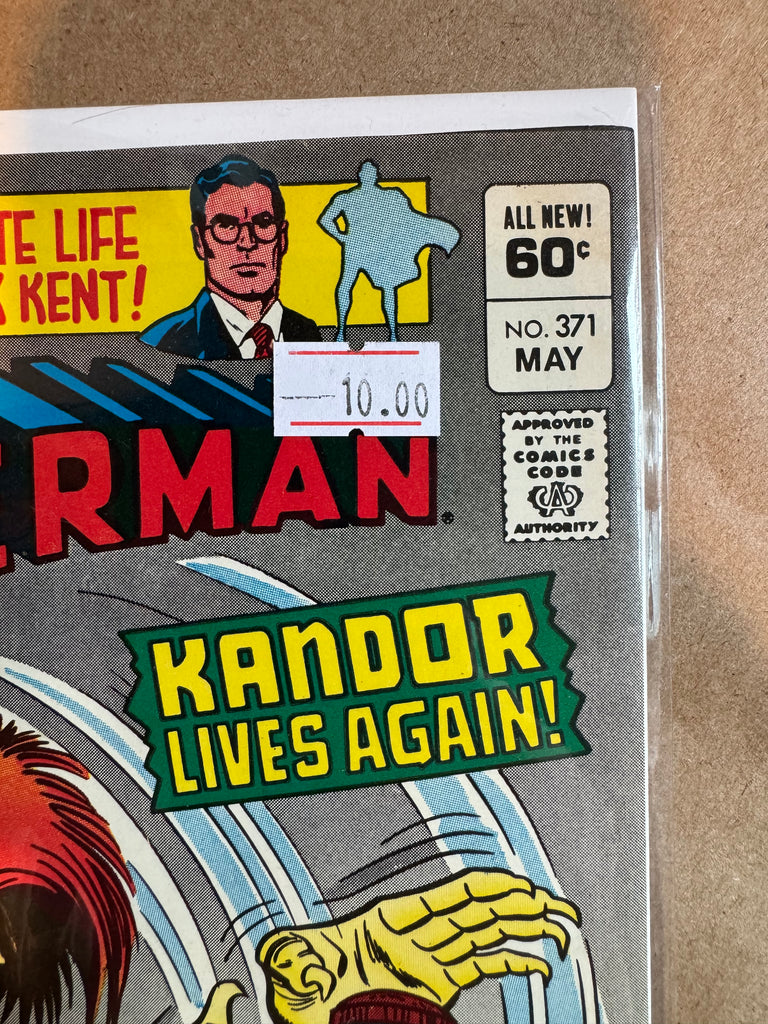 TE LIFE
KENT!
ALL NEW!
60¢
NO. 371
MAY
10.00
ERMAN
APPROVED
BY THE
COMICS
CODE
CA
AUTHORITY
KANDOR
LIVES AGAIN!